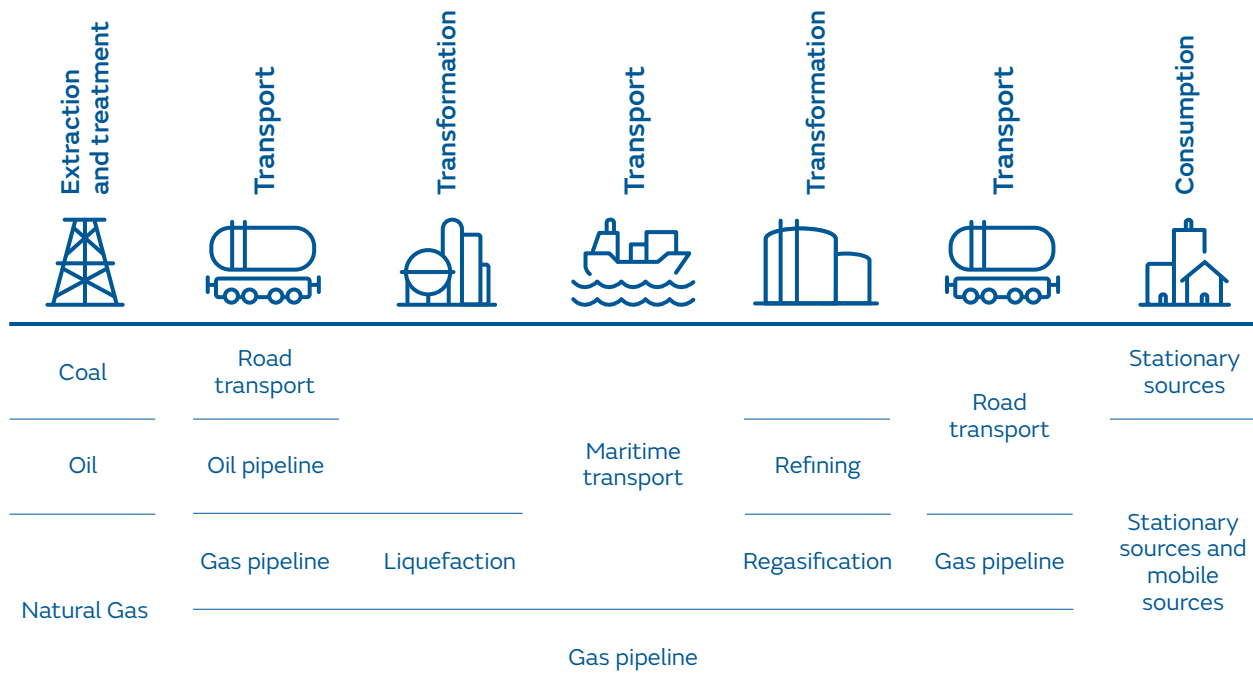 Extraction
and treatment
Transport
Transformation
Transport
Transformation
Transport
Consumption
Coal
Road
transport
Road
transport
Stationary
sources
Oil
Oil pipeline
Maritime
transport
Refining
Natural Gas
Gas pipeline
Liquefaction
Regasification
Gas pipeline
Stationary
sources and
mobile
sources
Gas pipeline